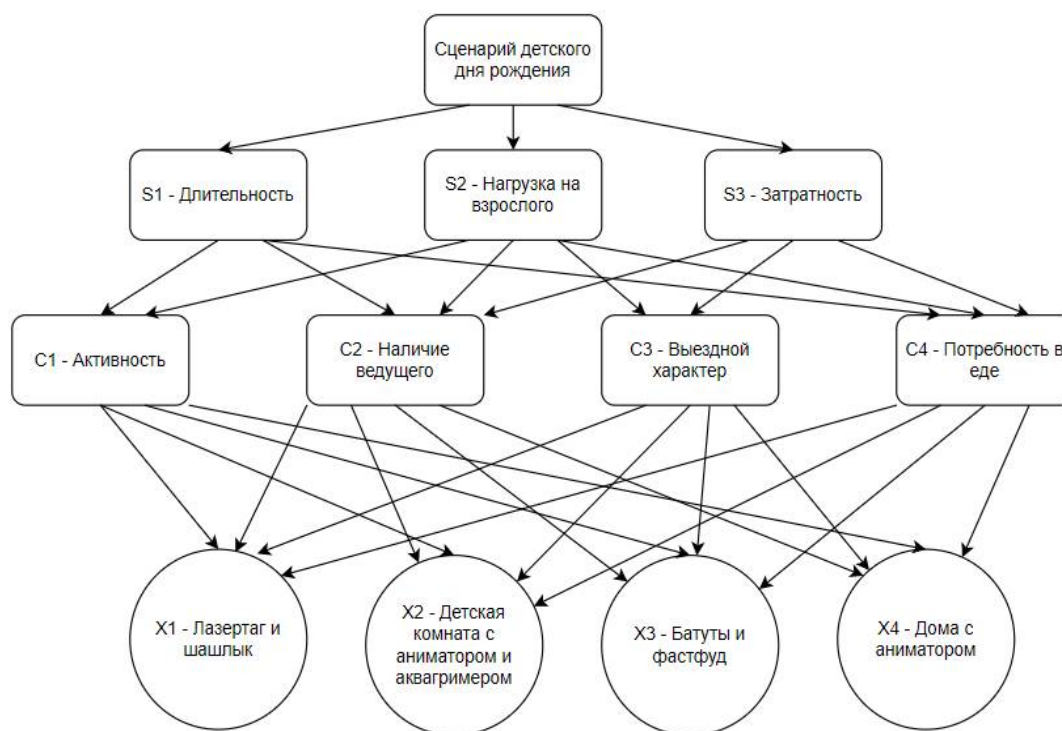 Сценарий детского
дня рождения
S1 - Длительность
S2 - Нагрузка на
взрослого
S3 - Затратность
C1 - Активность
C2 - Наличие
ведущего
C3 - Выездной
характер
C4 - Потребность в
еде
X1 - Лазертаг и
шашлык
X2 - Детская
комната с
аниматором и
аквагримером
X3 - Батуты и
фастфуд
X4 - Дома с
аниматором